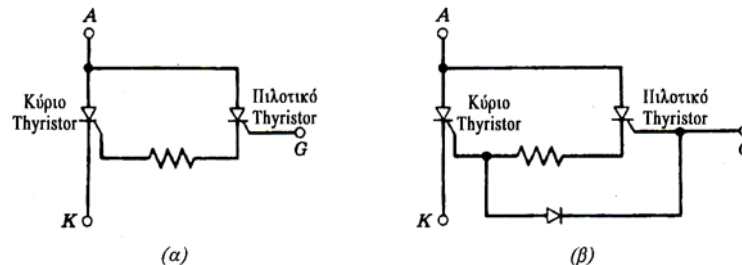 A
Κύριο
Thyristor
Πιλοτικό
Thyristor
G
K
(α)
A
Κύριο
Thyristor
Πιλοτικό
Thyristor
G
K
(β)